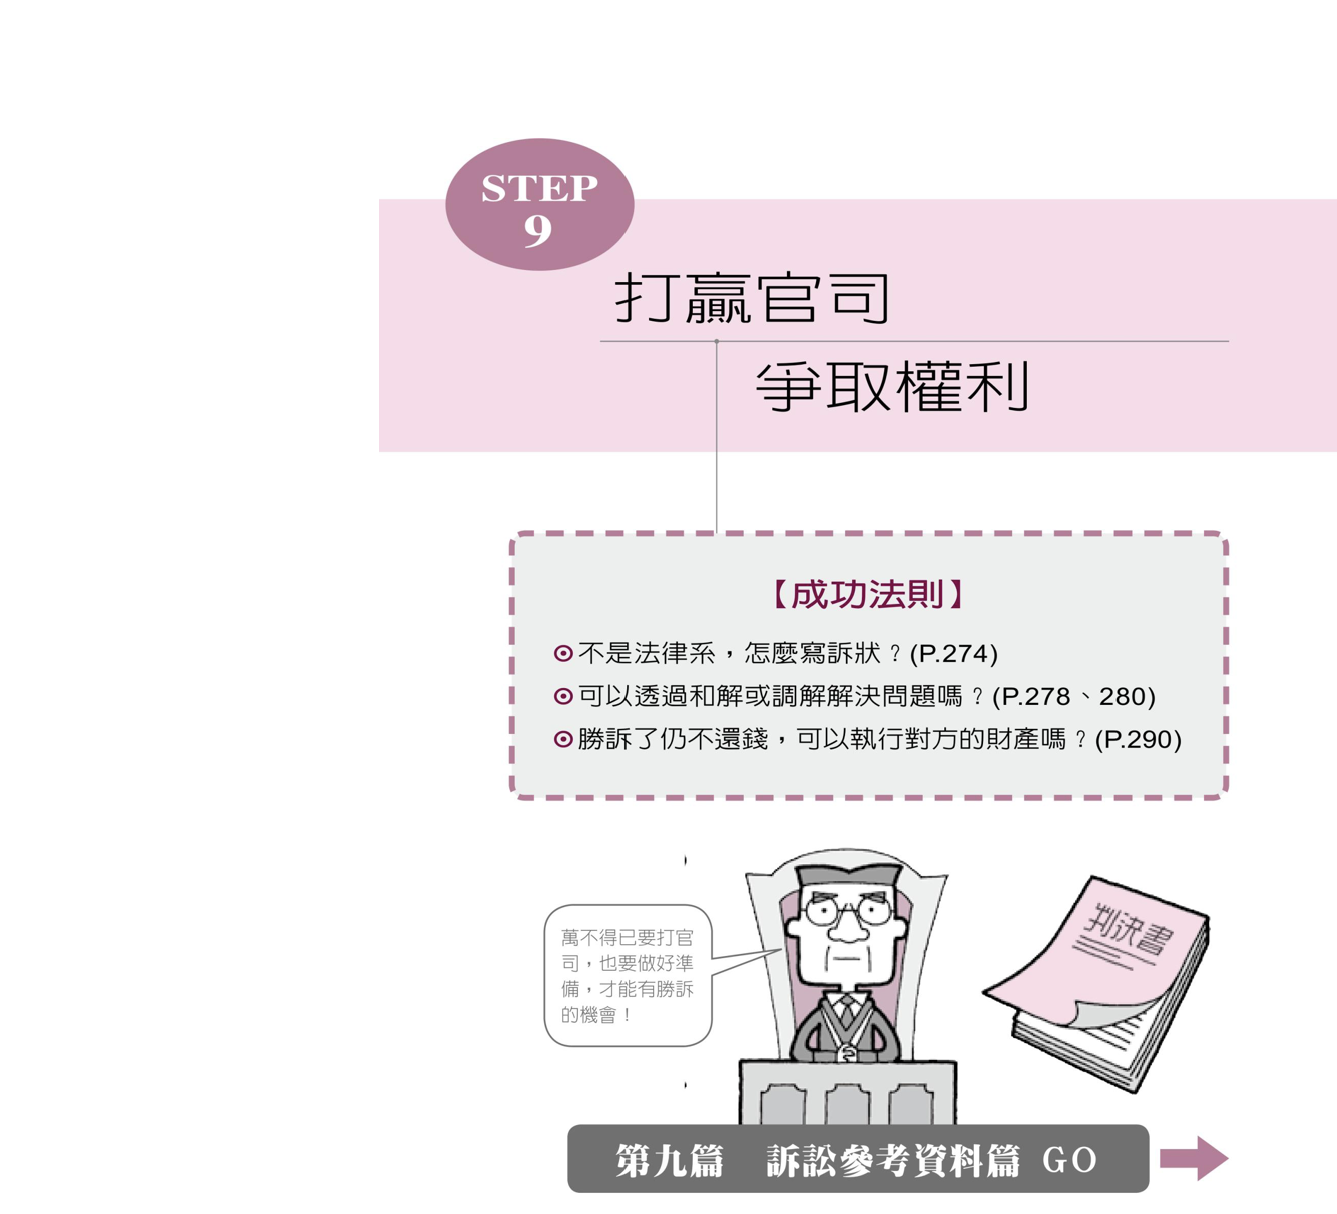 STEP
9
打贏官司
爭取權利
【成功法則】
⊙不是法律系，怎麼寫訴狀？(P.274)
⊙可以透過和解或調解解決問題嗎？(P.278、280)
⊙勝訴了仍不還錢，可以執行對方的財產嗎？(P.290)
萬不得已要打官
司，也要做好準
備，才能有勝訴
的機會！
判決書
第九篇　訴訟參考資料篇 GO